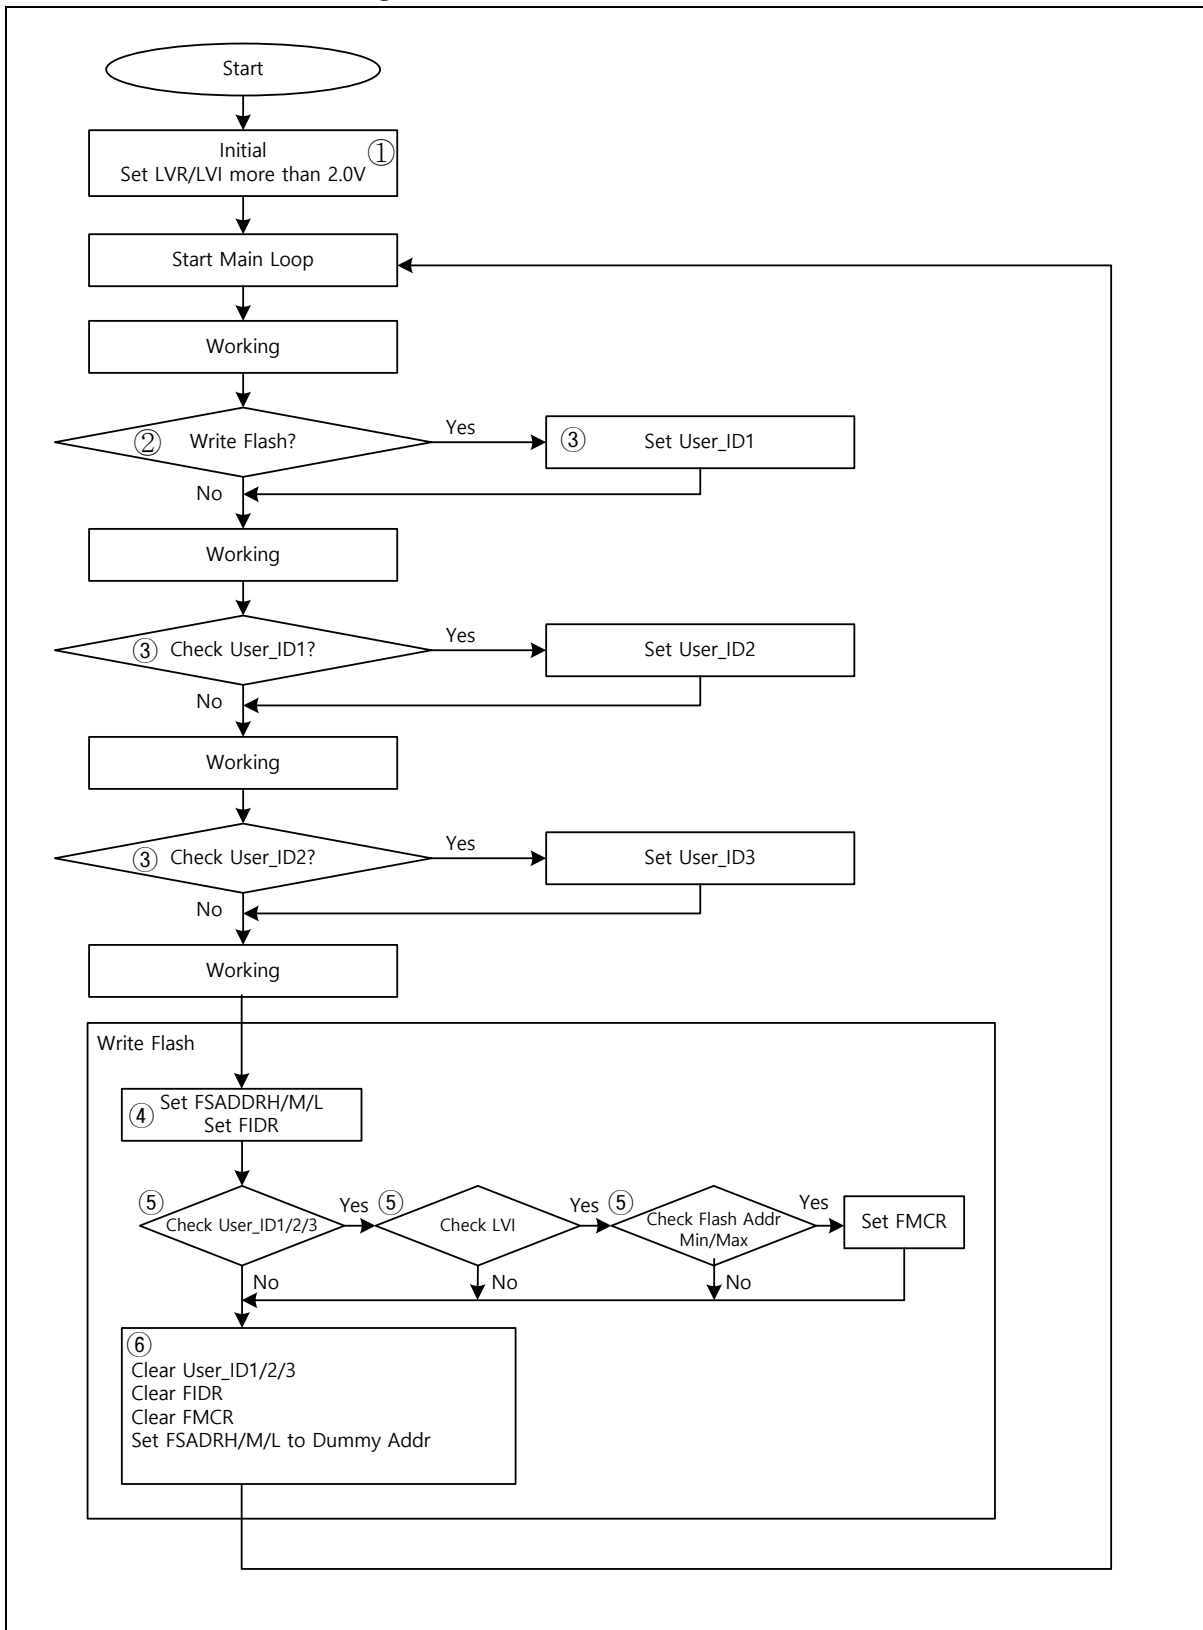 Start
Initial ①
Set LVR/LVI more than 2.0V
Start Main Loop
Working
② Write Flash?
Yes
③ Set User_ID1
No
Working
③ Check User_ID1?
Yes
Set User_ID2
No
Working
③ Check User_ID2?
Yes
Set User_ID3
No
Working
Write Flash
④ Set FSADDRH/M/L
Set FIDR
⑤ Check User_ID1/2/3
Yes
⑤ Check LVI
Yes
⑤ Check Flash Addr
Min/Max
Yes
Set FMCR
No
No
No
⑥
Clear User_ID1/2/3
Clear FIDR
Clear FMCR
Set FSADRH/M/L to Dummy Addr